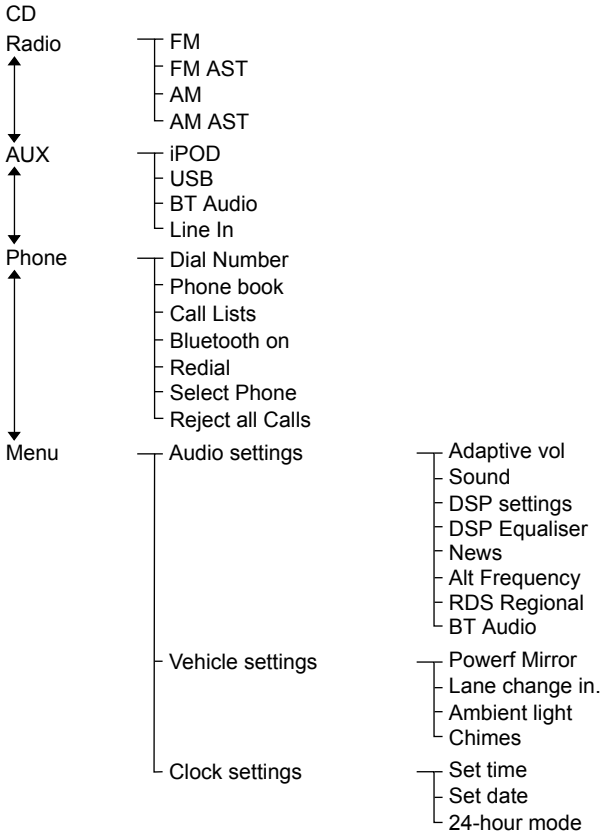 CD
Radio
FM
FM AST
AM
AM AST
AUX
iPOD
USB
BT Audio
Line In
Phone
Dial Number
Phone book
Call Lists
Bluetooth on
Redial
Select Phone
Reject all Calls
Menu
Audio settings
Adaptive vol
Sound
DSP settings
DSP Equaliser
News
Alt Frequency
RDS Regional
BT Audio
Vehicle settings
Powerf Mirror
Lane change in.
Ambient light
Chimes
Clock settings
Set time
Set date
24-hour mode